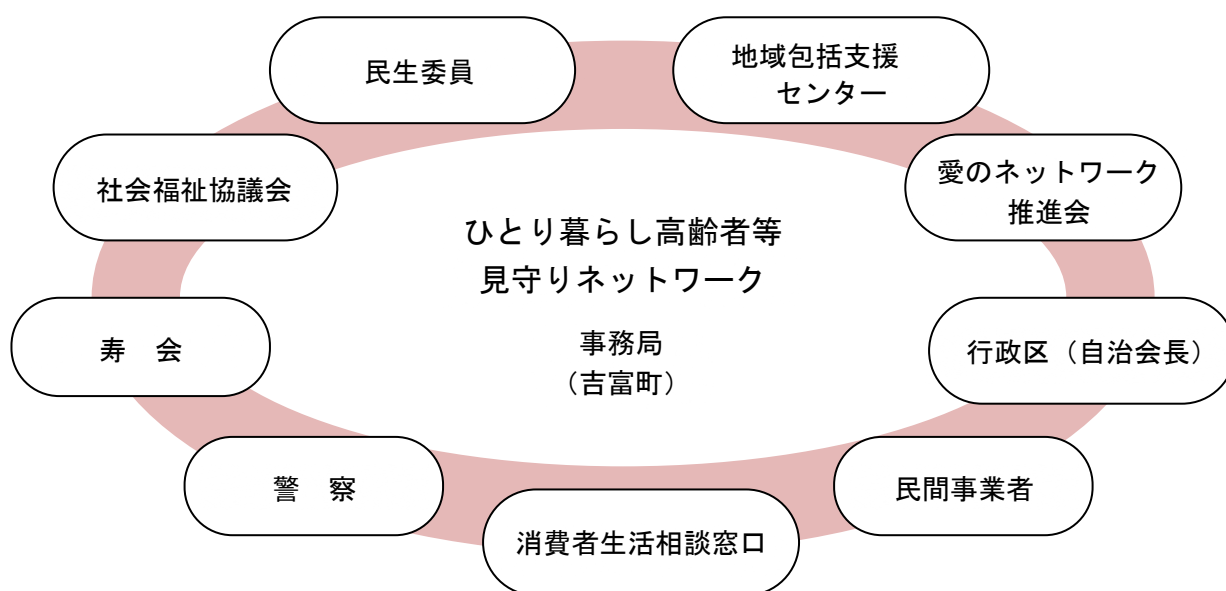 民生委員
地域包括支援
センター
社会福祉協議会
愛のネットワーク
推進会
ひとり暮らし高齢者等
見守りネットワーク
事務局
（吉富町）
寿　会
行政区（自治会長）
警　察
民間事業者
消費者生活相談窓口